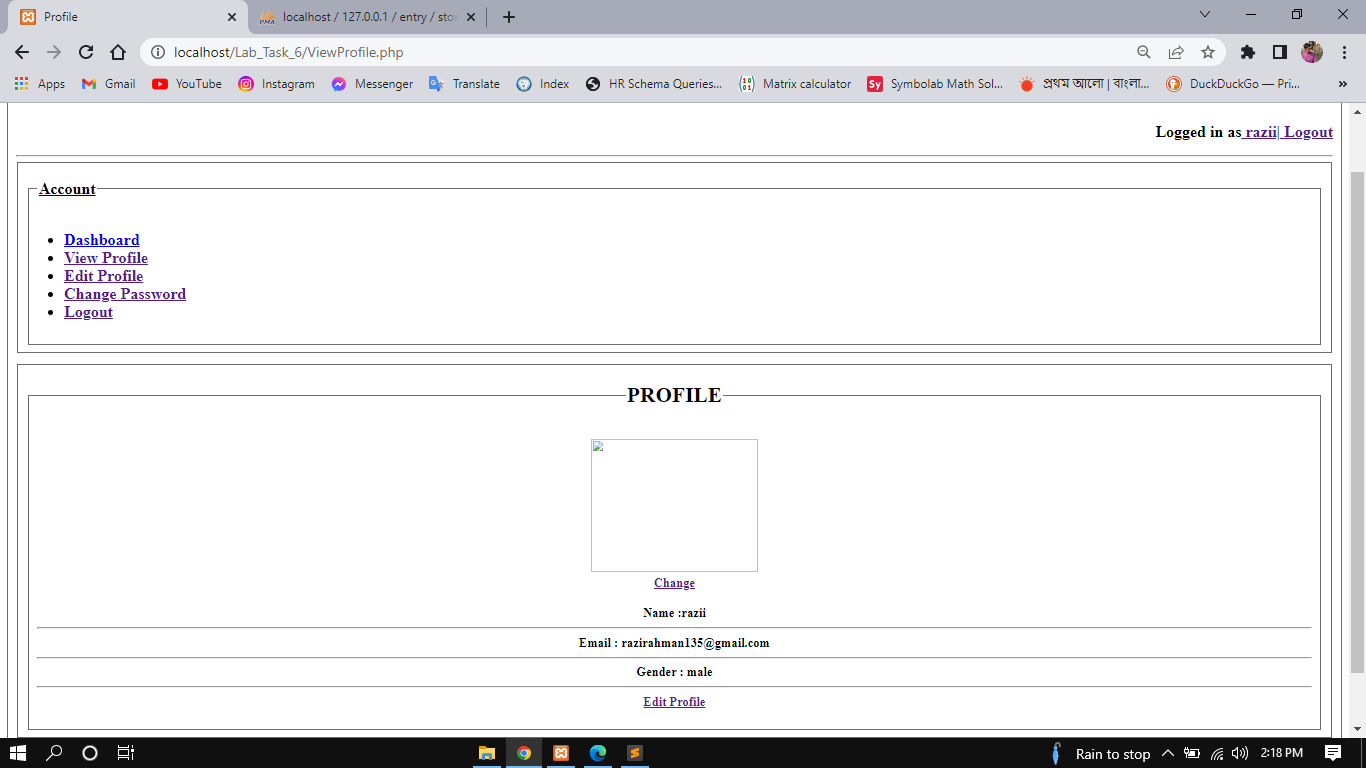 Profile
localhost / 127.0.0.1 / entry / sto
localhost/Lab_Task_6/ViewProfile.php
Apps
Gmail
YouTube
Instagram
Messenger
Translate
Index
HR Schema Queries...
Matrix calculator
Symbolab Math Sol...
প্রথম আলো | বাংলা...
DuckDuckGo — Pri...
Logged in as razii| Logout
Account
Dashboard
View Profile
Edit Profile
Change Password
Logout
PROFILE
Change
Name :razii
Email : razirahman135@gmail.com
Gender : male
Edit Profile
Rain to stop
2:18 PM